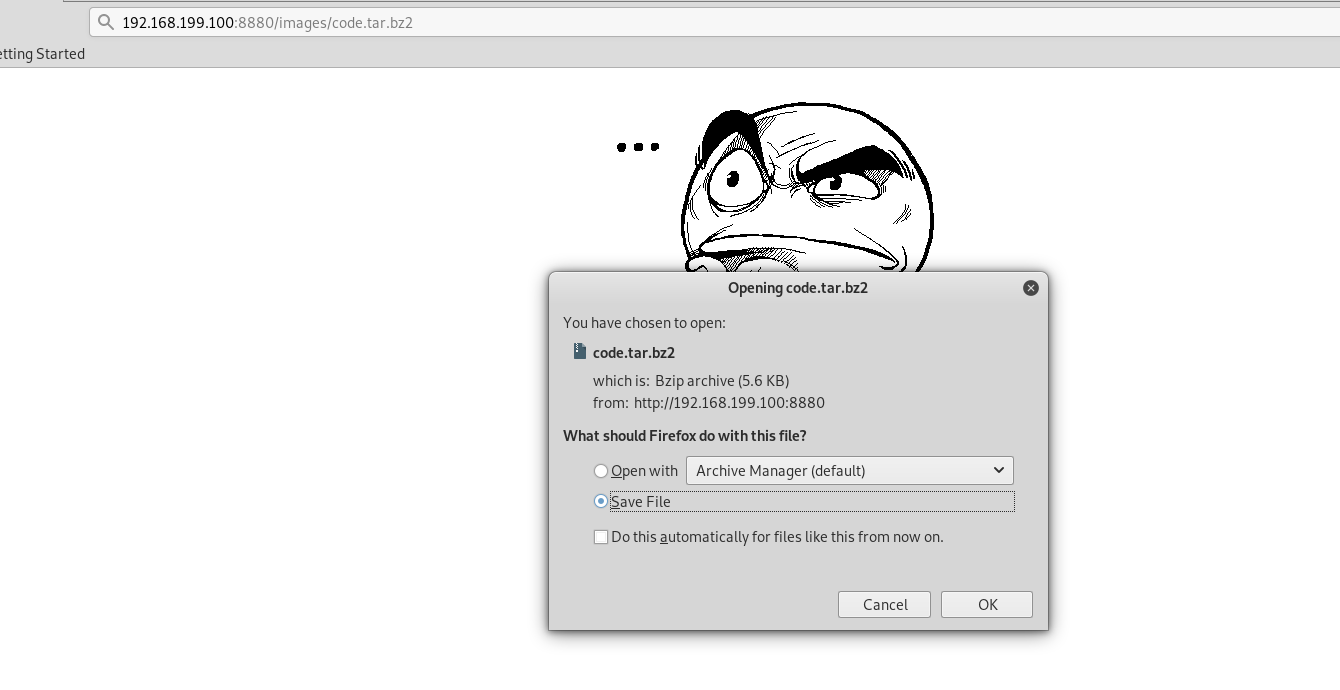 192.168.199.100:8880/images/code.tar.bz2
etting Started
...
Opening code.tar.bz2
You have chosen to open:
code.tar.bz2
which is: Bzip archive (5.6 KB)
from: http://192.168.199.100:8880
What should Firefox do with this file?
Open with Archive Manager (default)
Save File
Do this automatically for files like this from now on.
Cancel OK